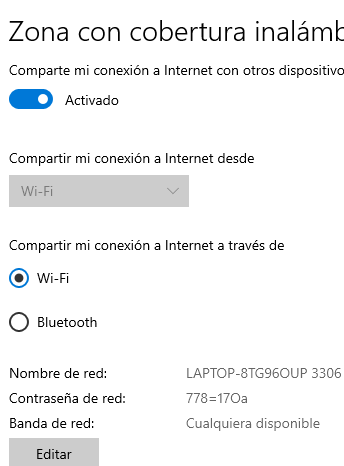 Zona con cobertura inalámb
Comparte mi conexión a Internet con otros dispositivo
Activado
Compartir mi conexión a Internet desde
Wi-Fi
Compartir mi conexión a Internet a través de
Wi-Fi
Bluetooth
Nombre de red: LAPTOP-8TG96OUP 3306
Contraseña de red: 778=17Oa
Banda de red: Cualquiera disponible
Editar